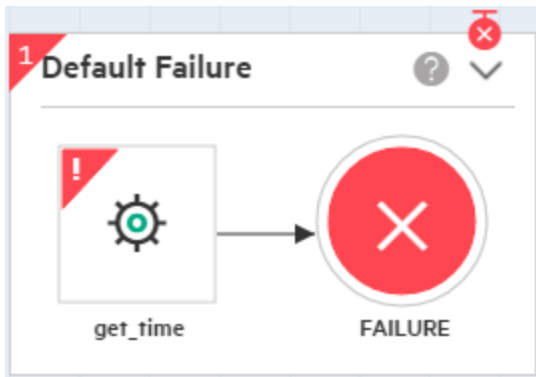 1
Default Failure
?
!
get_time
FAILURE